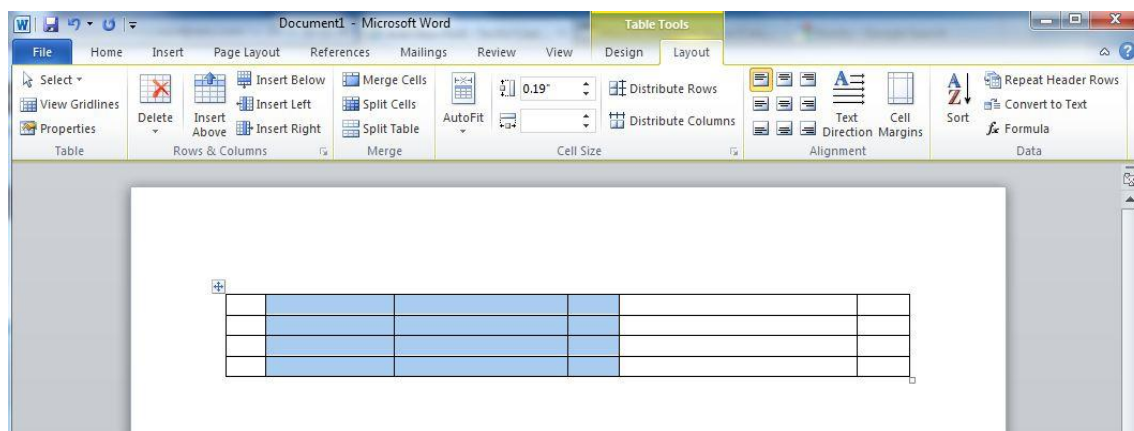 Document1 - Microsoft Word
Table Tools
File Home Insert Page Layout References Mailings Review View Design Layout
Select
View Gridlines
Properties
Table
Delete
Insert Above
Insert Below
Insert Left
Insert Right
Rows & Columns
Merge Cells
Split Cells
Split Table
Merge
AutoFit
0.19"
Distribute Rows
Distribute Columns
Cell Size
Text Direction
Cell Margins
Alignment
A
Z
Sort
Repeat Header Rows
Convert to Text
fx Formula
Data